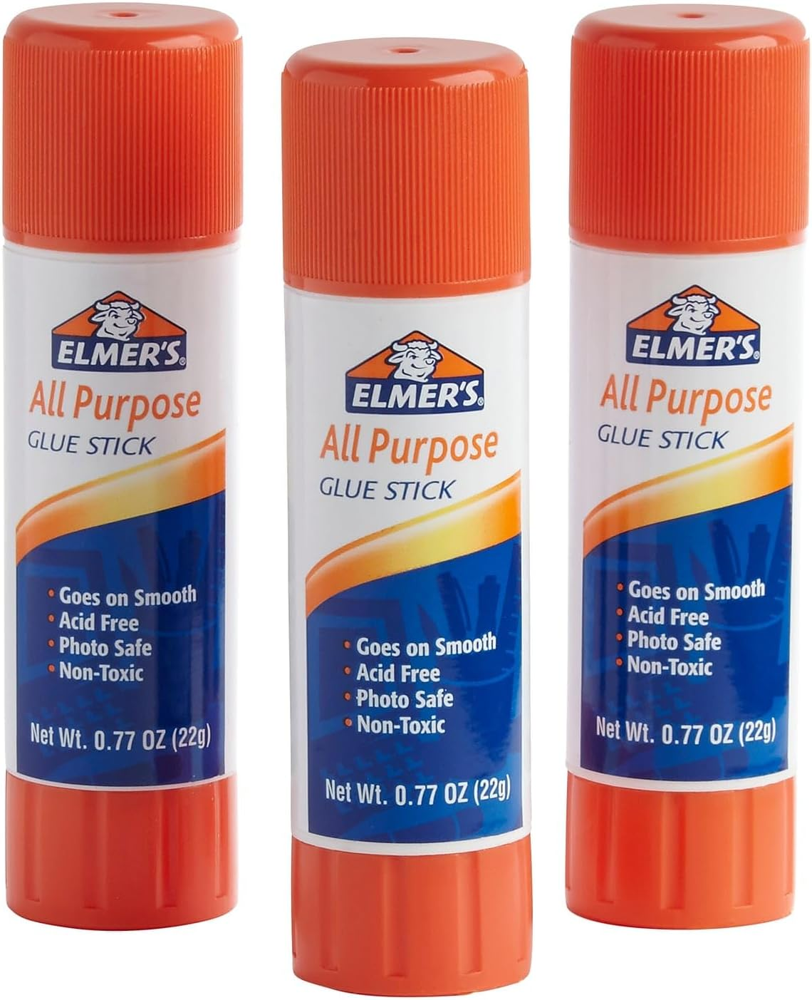 ELMER'S®
All Purpose
GLUE STICK
• Goes on Smooth
• Acid Free
• Photo Safe
• Non-Toxic
Net Wt. 0.77 OZ (22g)
ELMER'S®
All Purpose
GLUE STICK
• Goes on Smooth
• Acid Free
• Photo Safe
• Non-Toxic
Net Wt. 0.77 OZ (22g)
ELMER'S®
All Purpose
GLUE STICK
• Goes on Smooth
• Acid Free
• Photo Safe
• Non-Toxic
Net Wt. 0.77 OZ (22g)